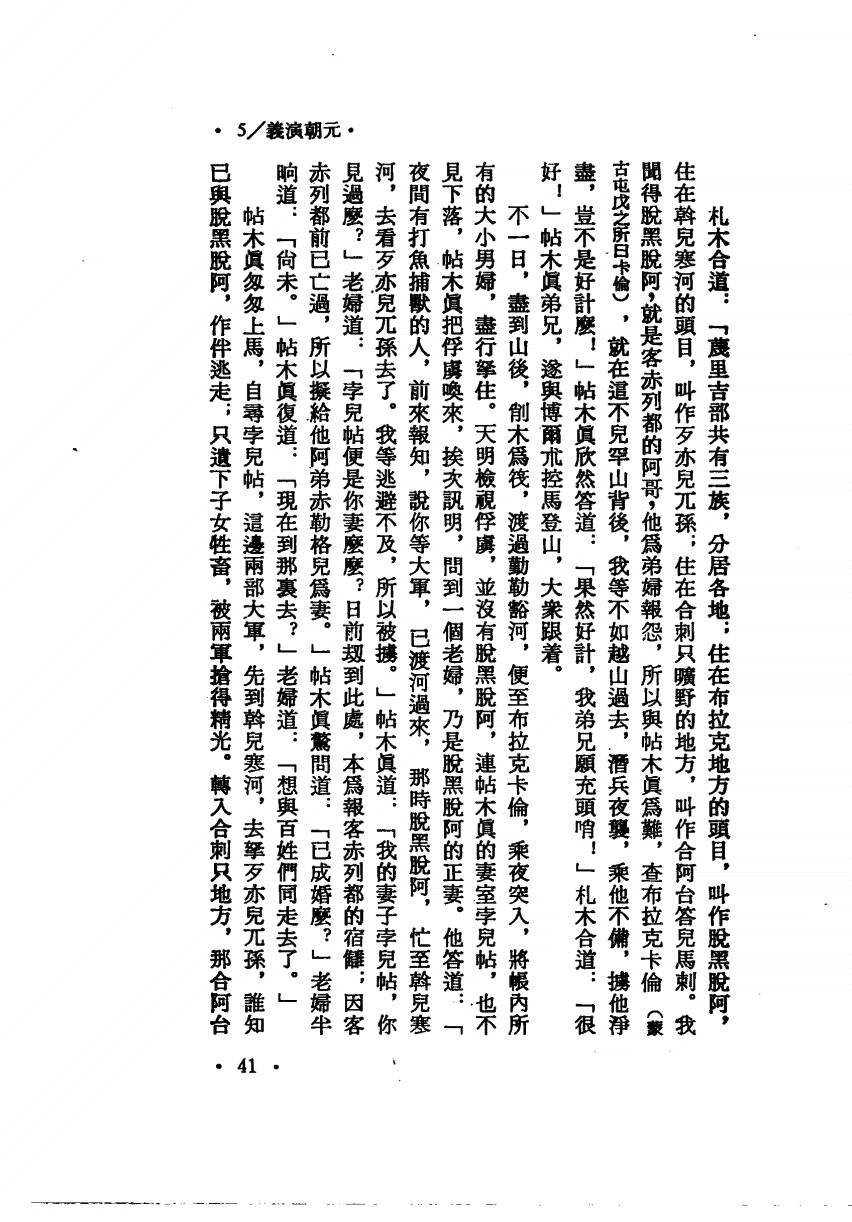 • 5／義演朝元 •
札木合道：「蔑里吉部共有三族，分居各地；住在布拉克地方的頭目，叫作脫黑脫阿，
住在斡兒寒河的頭目，叫作歹亦兒兀孫；住在合刺只曠野的地方，叫作合阿台答兒馬刺。我
聞得脫黑脫阿，就是客赤列都的阿哥，他爲弟婦報怨，所以與帖木眞爲難，查布拉克卡倫（蒙
古屯戊之所曰卡倫），就在這不兒罕山背後，我等不如越山過去，潛兵夜襲，乘他不備，擄他淨
盡，豈不是好計麼！」帖木眞欣然答道：「果然好計，我弟兄願充頭哨！」札木合道：「很
好！」帖木眞弟兄，遂與博爾朮控馬登山，大衆跟着。
不一日，盡到山後，削木爲筏，渡過勤勒豁河，便至布拉克卡倫，乘夜突入，將帳內所
有的大小男婦，盡行拏住。天明檢視俘虜，並沒有脫黑脫阿，連帖木眞的妻室孛兒帖，也不
見下落，帖木眞把俘虜喚來，挨次訊明，問到一個老婦，乃是脫黑脫阿的正妻。他答道：「
夜間有打魚捕獸的人，前來報知，說你等大軍，已渡河過來，那時脫黑脫阿，忙至斡兒寒
河，去看歹亦兒兀孫去了。我等逃避不及，所以被擄。」帖木眞道：「我的妻子孛兒帖，你
見過麼？」老婦道：「孛兒帖便是你妻麼麼？日前刼到此處，本爲報客赤列都的宿讎；因客
赤列都前已亡過，所以擬給他阿弟赤勒格兒爲妻。」帖木眞驚問道：「已成婚麼？」老婦半
晌道：「尙未。」帖木眞復道：「現在到那裏去？」老婦道：「想與百姓們同走去了。」
帖木眞匆匆上馬，自尋孛兒帖，這邊兩部大軍，先到斡兒寒河，去拏歹亦兒兀孫，誰知
已與脫黑脫阿，作伴逃走；只遺下子女牲畜，被兩軍搶得精光。轉入合刺只地方，那合阿台
• 41 •